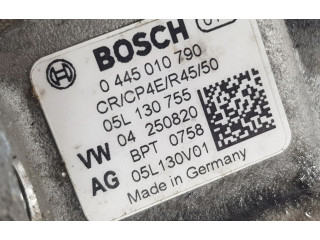 BOSCH
0 445 010 790
CR/CP4E/R45/50
05L 130 755
VW 04 250820
BPT 0758
AG 05L130V01
Made in Germany